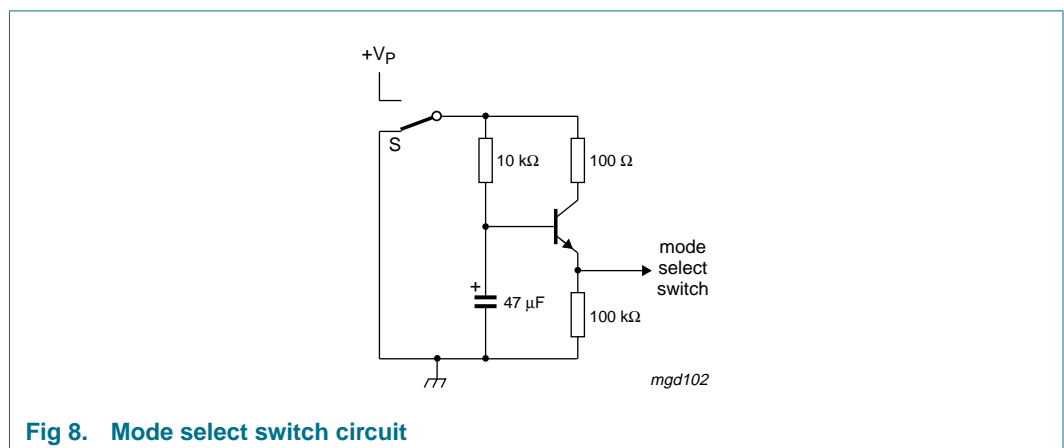 +VP
S
10 kΩ
100 Ω
mode
select
switch
+
47 μF
100 kΩ
mgd102
Fig 8. Mode select switch circuit